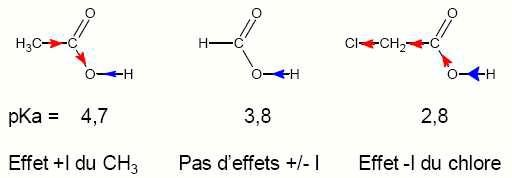 O O O
H₃C C H C Cl CH₂ C
O H O H O H
pKa = 4,7 3,8 2,8
Effet +I du CH₃ Pas d'effets +/- I Effet -I du chlore